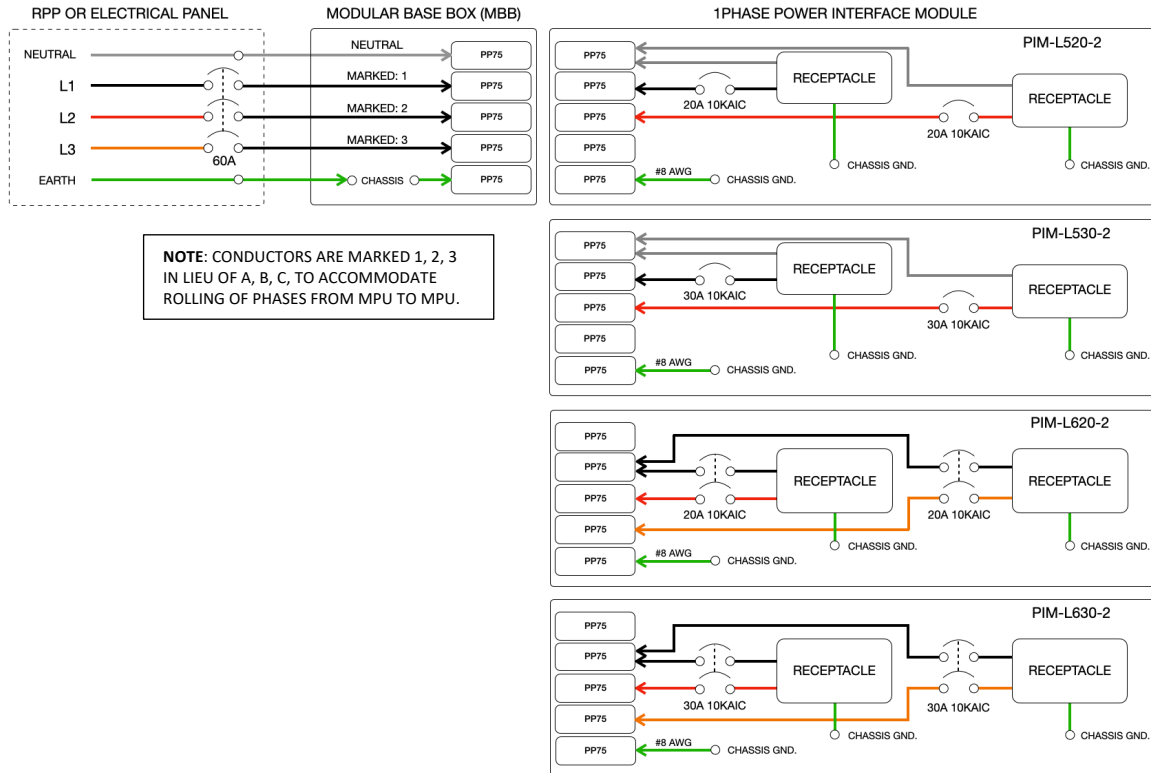 RPP OR ELECTRICAL PANEL
NEUTRAL
L1
L2
L3
60A
EARTH
MODULAR BASE BOX (MBB)
NEUTRAL
PP75
MARKED: 1
PP75
MARKED: 2
PP75
MARKED: 3
PP75
CHASSIS
PP75
NOTE: CONDUCTORS ARE MARKED 1, 2, 3
IN LIEU OF A, B, C, TO ACCOMMODATE
ROLLING OF PHASES FROM MPU TO MPU.
1PHASE POWER INTERFACE MODULE
PIM-L520-2
PP75
PP75
PP75
PP75
PP75
RECEPTACLE
20A 10KAIC
RECEPTACLE
20A 10KAIC
CHASSIS GND.
CHASSIS GND.
#8 AWG
CHASSIS GND.
PIM-L530-2
PP75
PP75
PP75
PP75
PP75
RECEPTACLE
30A 10KAIC
RECEPTACLE
30A 10KAIC
CHASSIS GND.
CHASSIS GND.
#8 AWG
CHASSIS GND.
PIM-L620-2
PP75
PP75
PP75
PP75
PP75
RECEPTACLE
20A 10KAIC
RECEPTACLE
20A 10KAIC
CHASSIS GND.
CHASSIS GND.
#8 AWG
CHASSIS GND.
PIM-L630-2
PP75
PP75
PP75
PP75
PP75
RECEPTACLE
30A 10KAIC
RECEPTACLE
30A 10KAIC
CHASSIS GND.
CHASSIS GND.
#8 AWG
CHASSIS GND.